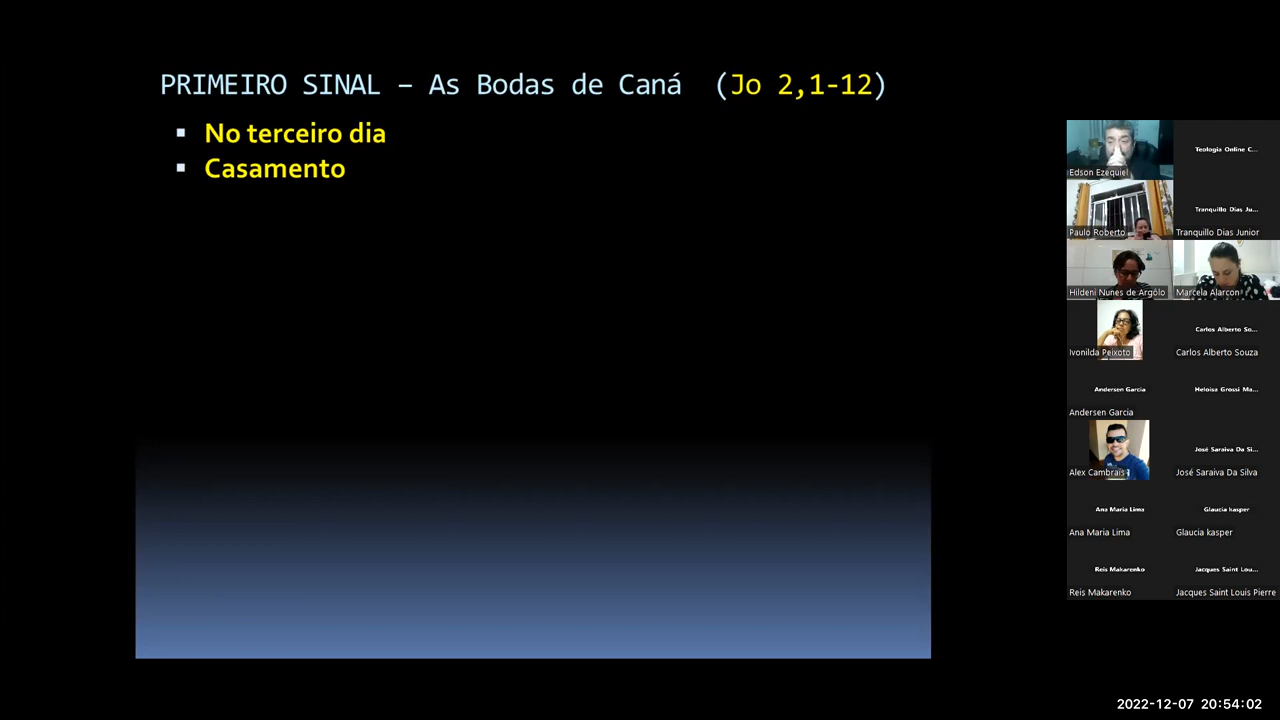 PRIMEIRO SINAL – As Bodas de Caná (Jo 2,1-12)
▪ No terceiro dia
▪ Casamento
Edson Ezequiel
Teologia Online C...
Paulo Roberto
Tranquillo Dias Ju...
Tranquillo Dias Junior
Hildeni Nunes de Argôlo
Marcela Alarcon
Ivonilda Peixoto
Carlos Alberto So...
Carlos Alberto Souza
Andersen Garcia
Andersen Garcia
Heloisa Grossi Ma...
Alex Cambrais
José Saraiva Da Si...
José Saraiva Da Silva
Ana Maria Lima
Ana Maria Lima
Glaucia kasper
Glaucia kasper
Reis Makarenko
Reis Makarenko
Jacques Saint Lou...
Jacques Saint Louis Pierre
2022-12-07 20:54:02